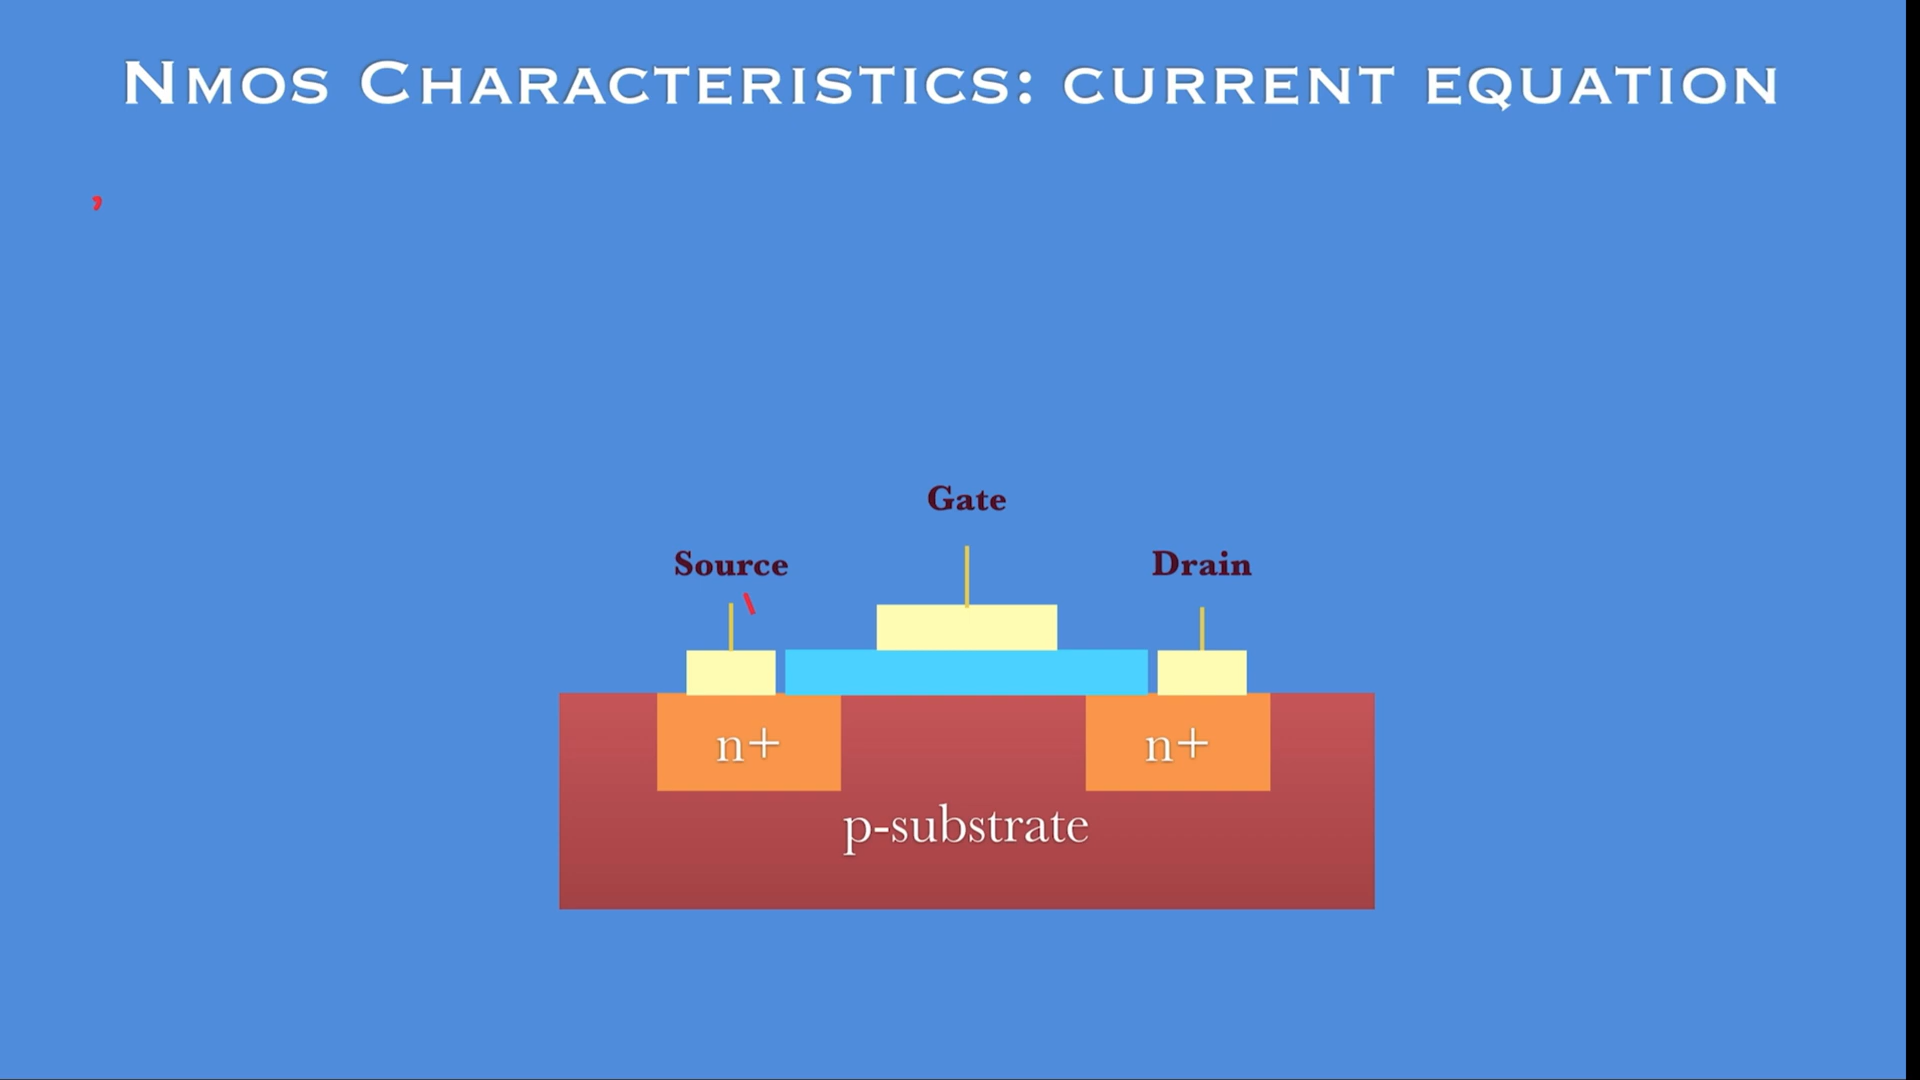 Nmos Characteristics: current equation
Gate
Source
Drain
n+
n+
p-substrate